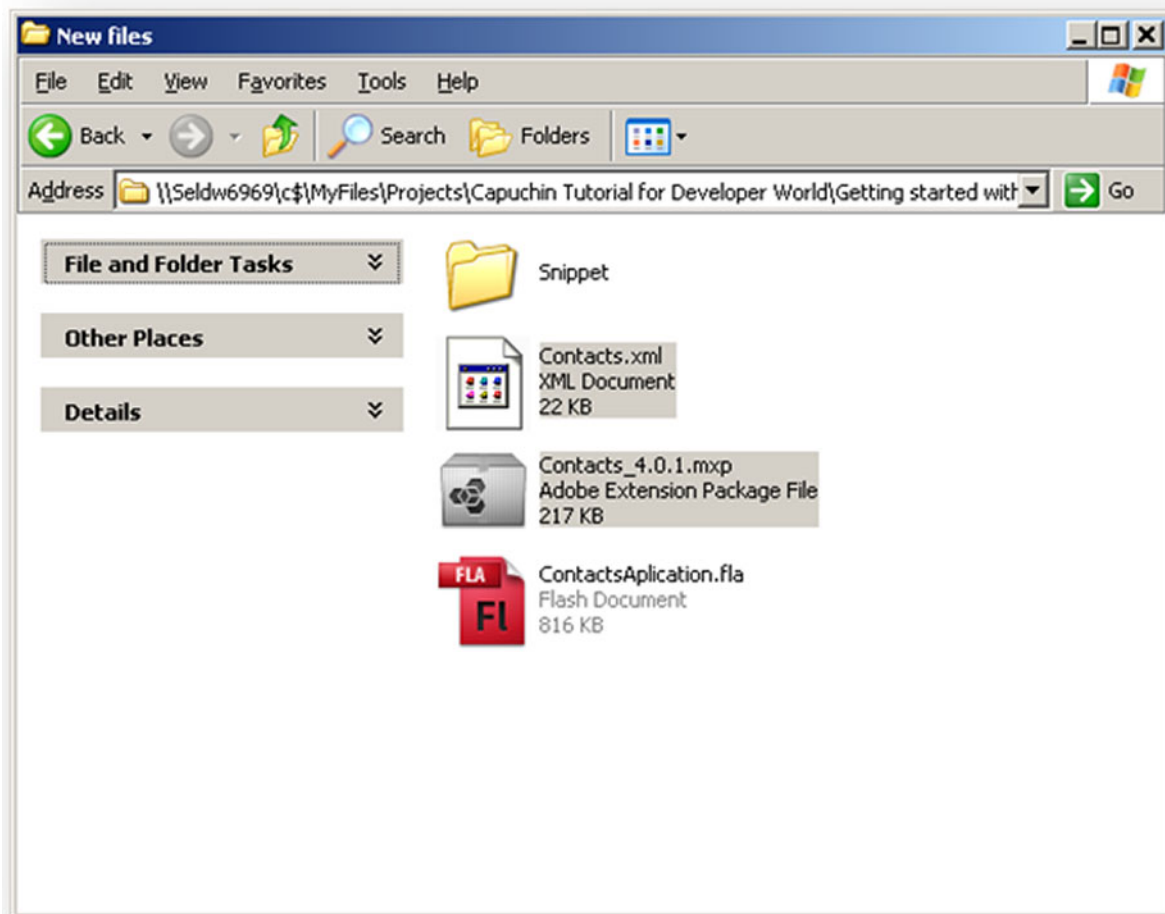 New files
File Edit View Favorites Tools Help
Back Search Folders
Address \\Seldw6969\c$\MyFiles\Projects\Capuchin Tutorial for Developer World\Getting started with Go
File and Folder Tasks
Other Places
Details
Snippet
Contacts.xml
XML Document
22 KB
Contacts_4.0.1.mxp
Adobe Extension Package File
217 KB
FLA
Fl
ContactsAplication.fla
Flash Document
816 KB